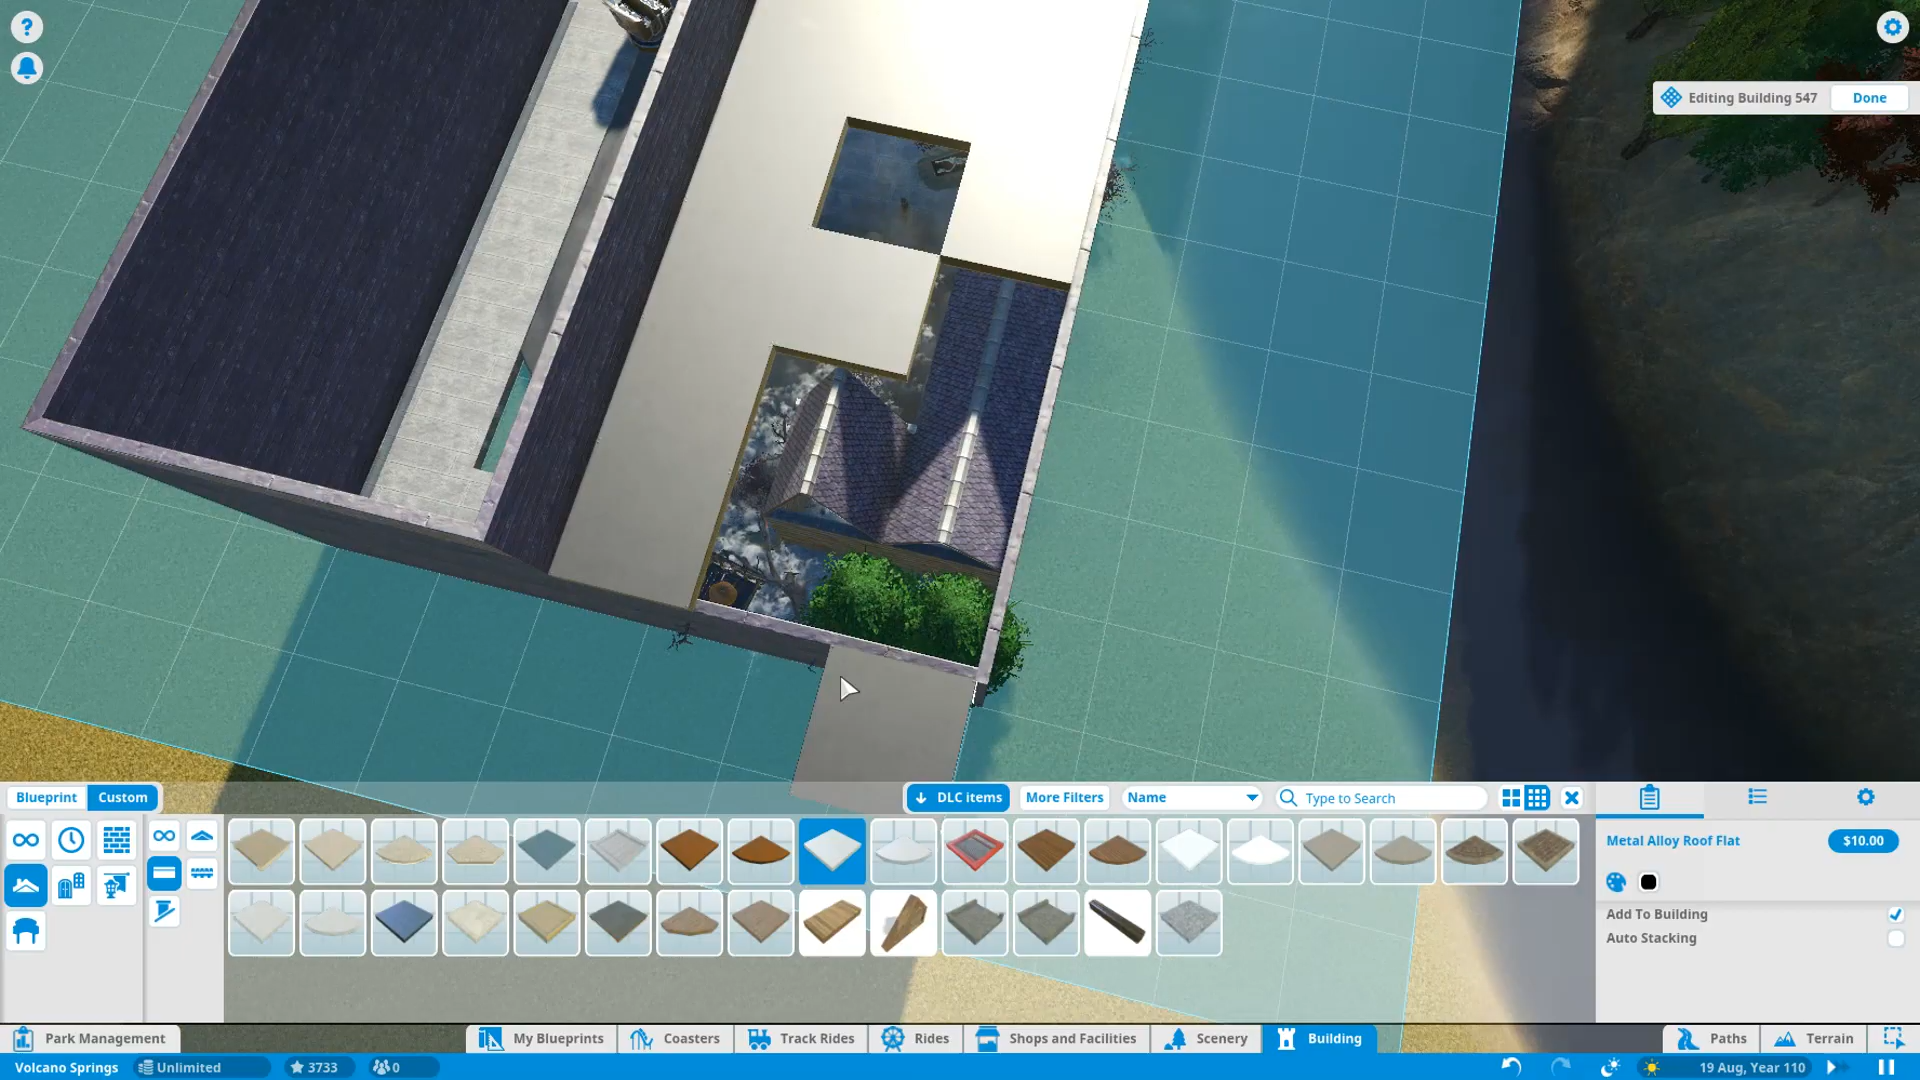 ?
Editing Building 547 Done
Blueprint Custom
DLC items More Filters Name Type to Search
Metal Alloy Roof Flat $10.00
Add To Building
Auto Stacking
Park Management My Blueprints Coasters Track Rides Rides Shops and Facilities Scenery Building Paths Terrain
Volcano Springs Unlimited 3733 0 19 Aug, Year 110